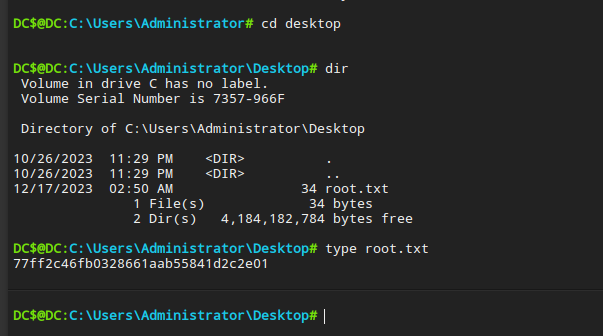 DC$@DC:C:\Users\Administrator# cd desktop
DC$@DC:C:\Users\Administrator\Desktop# dir
 Volume in drive C has no label.
 Volume Serial Number is 7357-966F
 Directory of C:\Users\Administrator\Desktop
10/26/2023  11:29 PM    <DIR>          .
10/26/2023  11:29 PM    <DIR>          ..
12/17/2023  02:50 AM                34 root.txt
               1 File(s)             34 bytes
               2 Dir(s)   4,184,182,784 bytes free
DC$@DC:C:\Users\Administrator\Desktop# type root.txt
77ff2c46fb0328661aab55841d2c2e01
DC$@DC:C:\Users\Administrator\Desktop#